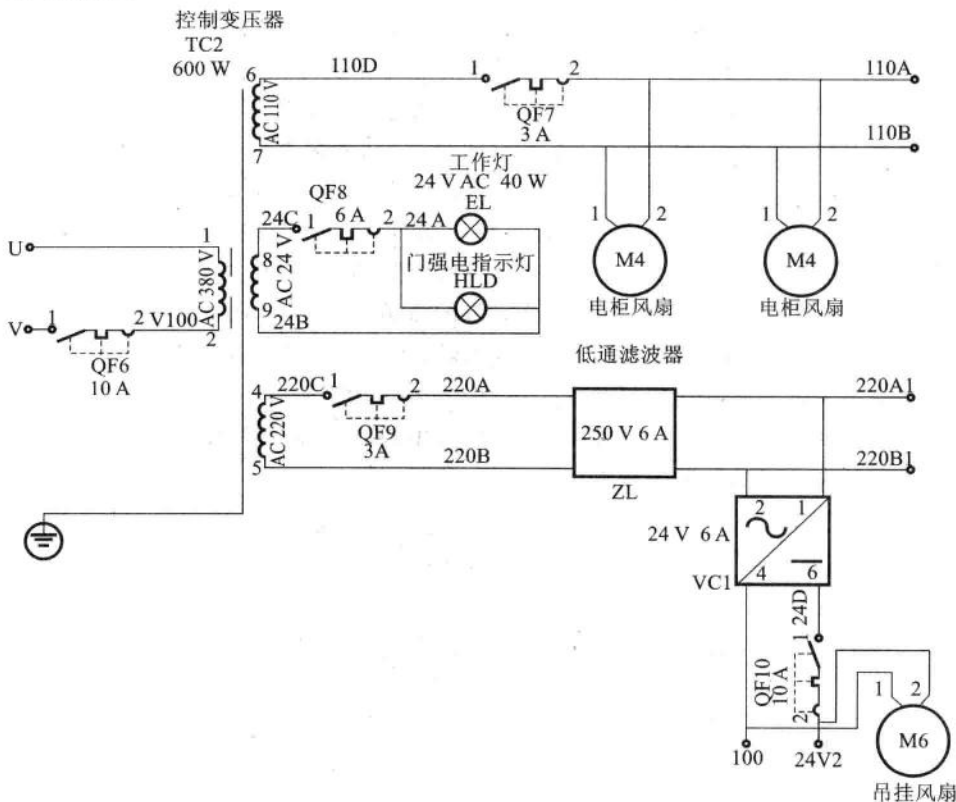 控制变压器
TC2
600 W
6
110D
1
2
110A
AC 110 V
QF7
3 A
7
110B
工作灯
24 V AC 40 W
QF8
EL
24C
1
6 A
2
24 A
1
2
1
2
U
1
8
AC 24 V
门强电指示灯
M4
M4
AC 380 V
HLD
电柜风扇
电柜风扇
9
24B
V
1
2
V100
2
QF6
10 A
低通滤波器
4
220C
1
2
220A
220A1
AC 220 V
QF9
3A
250 V 6 A
5
220B
220B1
ZL
2
1
24 V 6 A
VC1
4
6
24D
1
QF10
10 A
2
1
2
M6
100
24V2
吊挂风扇